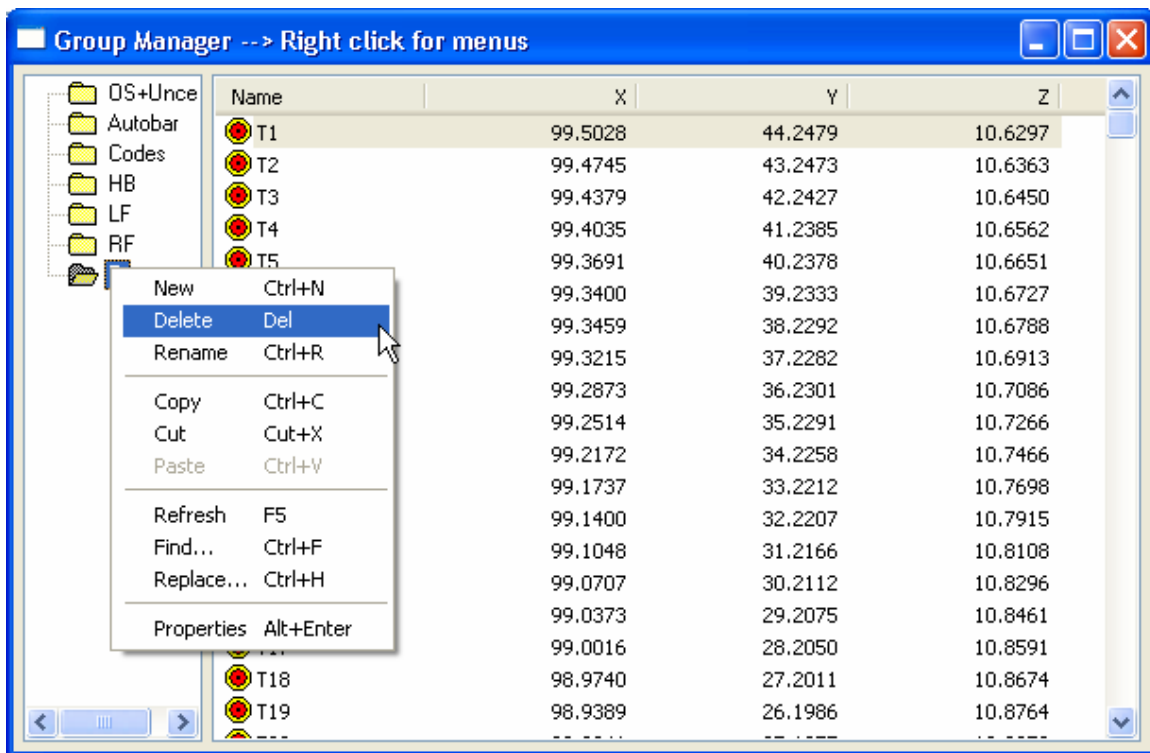 Group Manager --> Right click for menus
OS+Unce
Autobar
Codes
HB
LF
RF
Name X Y Z
T1 99.5028 44.2479 10.6297
T2 99.4745 43.2473 10.6363
T3 99.4379 42.2427 10.6450
T4 99.4035 41.2385 10.6562
T5 99.3691 40.2378 10.6651
99.3400 39.2333 10.6727
99.3459 38.2292 10.6788
99.3215 37.2282 10.6913
99.2873 36.2301 10.7086
99.2514 35.2291 10.7266
99.2172 34.2258 10.7466
99.1737 33.2212 10.7698
99.1400 32.2207 10.7915
99.1048 31.2166 10.8108
99.0707 30.2112 10.8296
99.0373 29.2075 10.8461
99.0016 28.2050 10.8591
T18 98.9740 27.2011 10.8674
T19 98.9389 26.1986 10.8764
New Ctrl+N
Delete Del
Rename Ctrl+R
Copy Ctrl+C
Cut Cut+X
Paste Ctrl+V
Refresh F5
Find... Ctrl+F
Replace... Ctrl+H
Properties Alt+Enter